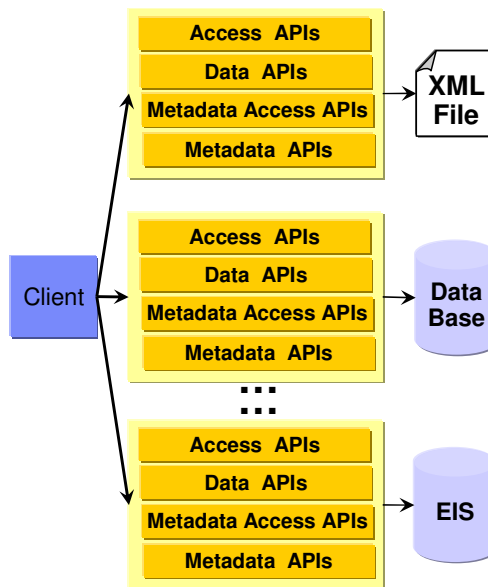 Access APIs
Data APIs
Metadata Access APIs
Metadata APIs
XML
File
Client
Access APIs
Data APIs
Metadata Access APIs
Metadata APIs
Data
Base
...
...
Access APIs
Data APIs
Metadata Access APIs
Metadata APIs
EIS